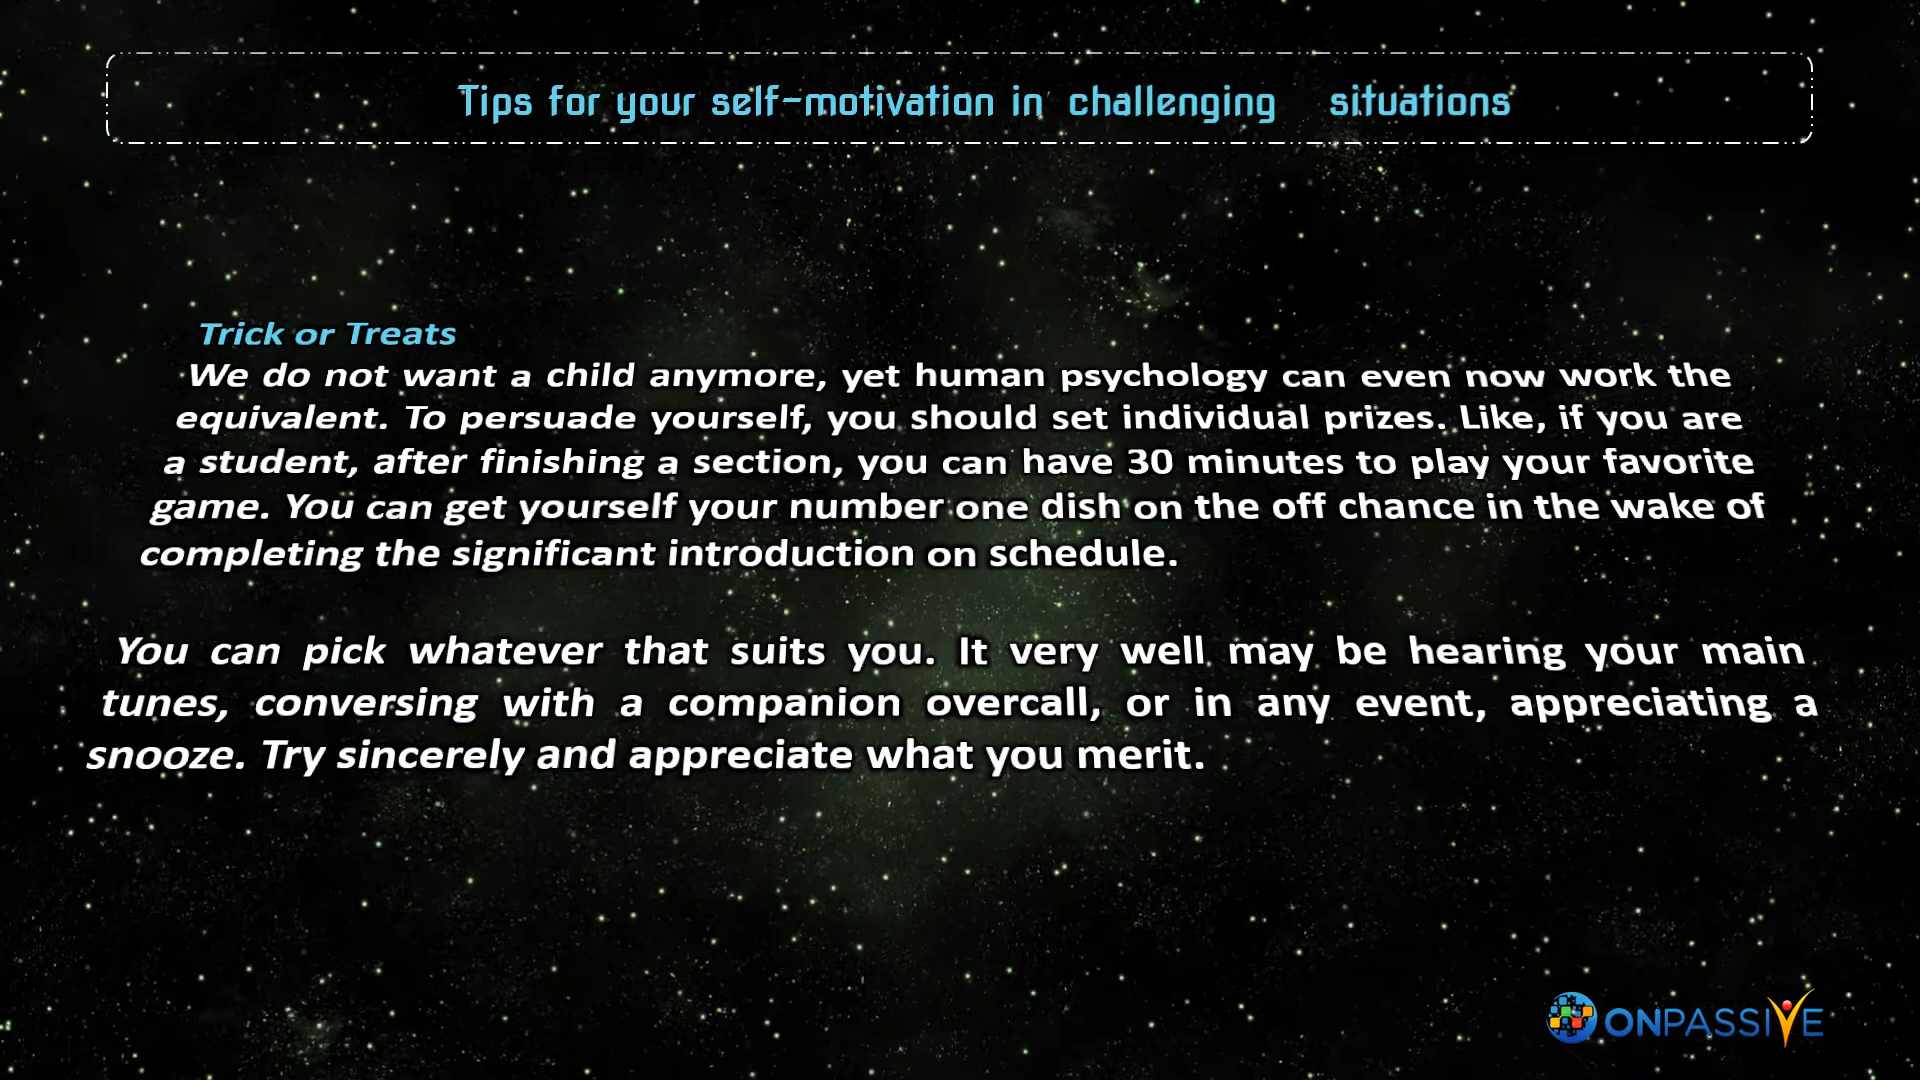 Tips for your self-motivation in challenging situations
Trick or Treats
We do not want a child anymore, yet human psychology can even now work the
equivalent. To persuade yourself, you should set individual prizes. Like, if you are
a student, after finishing a section, you can have 30 minutes to play your favorite
game. You can get yourself your number one dish on the off chance in the wake of
completing the significant introduction on schedule.
You can pick whatever that suits you. It very well may be hearing your main
tunes, conversing with a companion overcall, or in any event, appreciating a
snooze. Try sincerely and appreciate what you merit.
ONPASSIVE